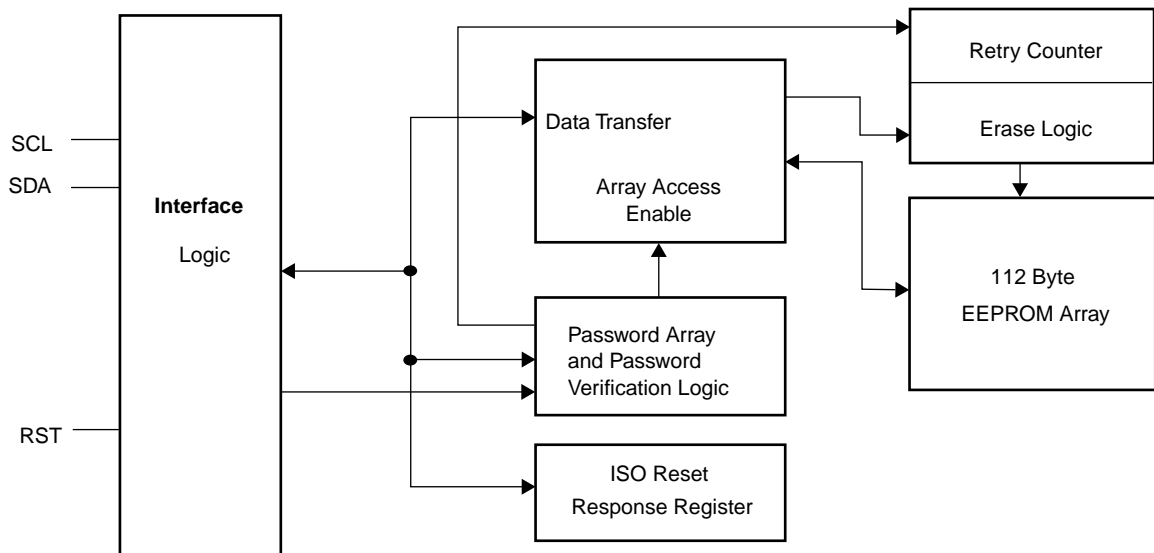 SCL
SDA
RST
Interface
Logic
Data Transfer
Array Access
Enable
Password Array
and Password
Verification Logic
ISO Reset
Response Register
Retry Counter
Erase Logic
112 Byte
EEPROM Array